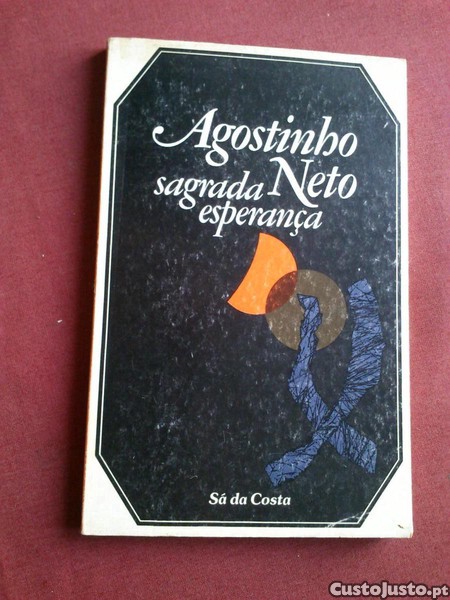 Agostinho
sagrada Neto
esperança
Sá da Costa
CustoJusto.pt